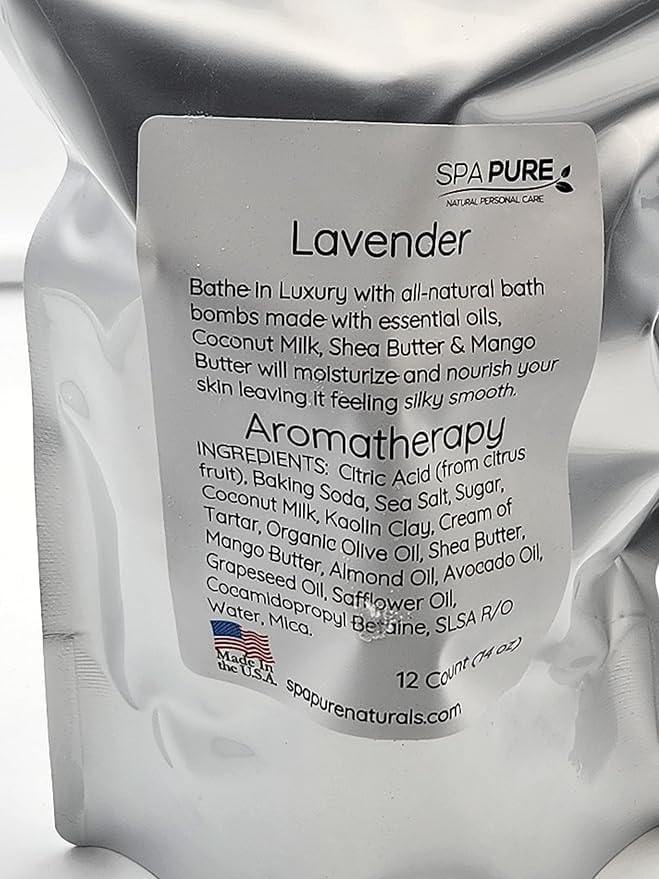 SPA PURE
NATURAL PERSONAL CARE
Lavender
Bathe in Luxury with all-natural bath
bombs made with essential oils,
Coconut Milk, Shea Butter & Mango
Butter will moisturize and nourish your
skin leaving it feeling silky smooth.
Aromatherapy
INGREDIENTS: Citric Acid (from citrus
fruit), Baking Soda, Sea Salt, Sugar,
Coconut Milk, Kaolin Clay, Cream of
Tartar, Organic Olive Oil, Shea Butter,
Mango Butter, Almond Oil, Avocado Oil,
Grapeseed Oil, Safflower Oil,
Cocamidopropyl Betaine, SLSA R/O
Water, Mica.
Made In
the U.S.A.
12 Count (14 oz)
spapurenaturals.com